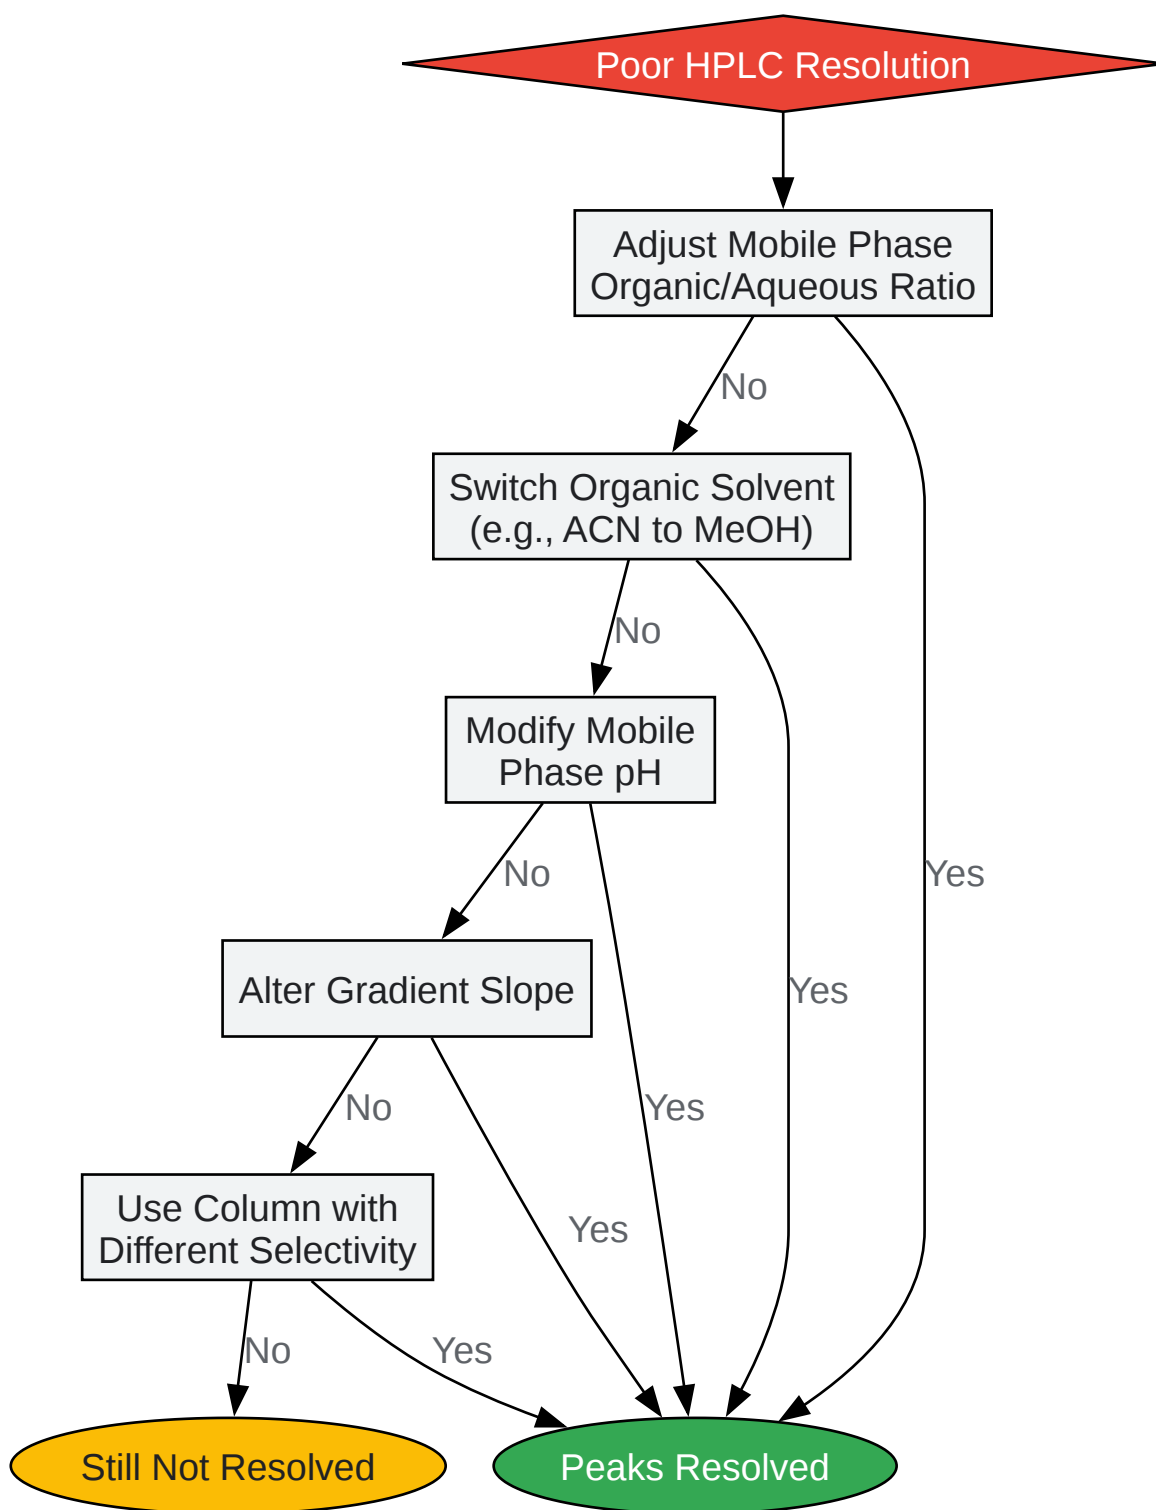 Poor HPLC Resolution
Adjust Mobile Phase
Organic/Aqueous Ratio
No
Switch Organic Solvent
(e.g., ACN to MeOH)
No
Modify Mobile
Phase pH
No
Yes
Alter Gradient Slope
Yes
No
Yes
Use Column with
Different Selectivity
Yes
No
Yes
Still Not Resolved
Peaks Resolved